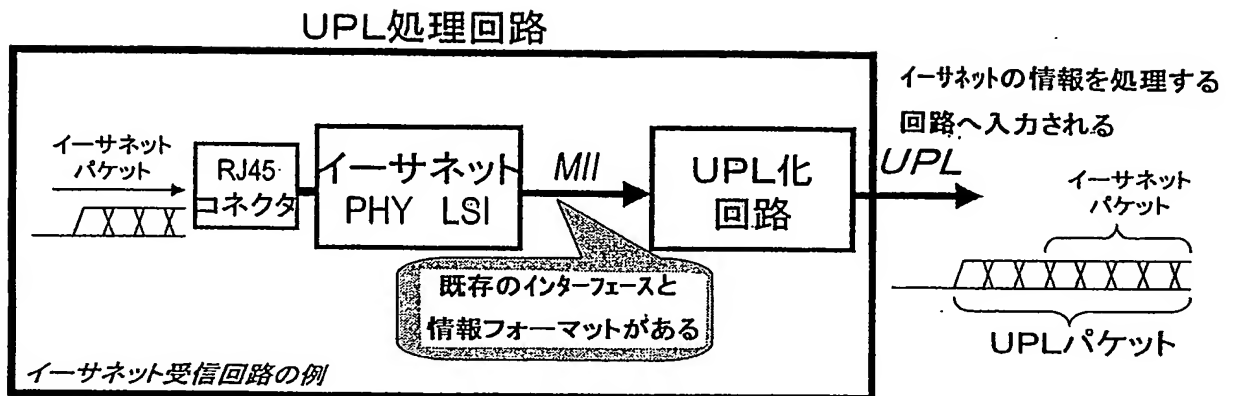 UPL処理回路
イーサネット
パケット
RJ45
コネクタ
イーサネット
PHY LSI
MII
UPL化
回路
UPL
イーサネットの情報を処理する
回路へ入力される
イーサネット
パケット
UPLパケット
既存のインターフェースと
情報フォーマットがある
イーサネット受信回路の例